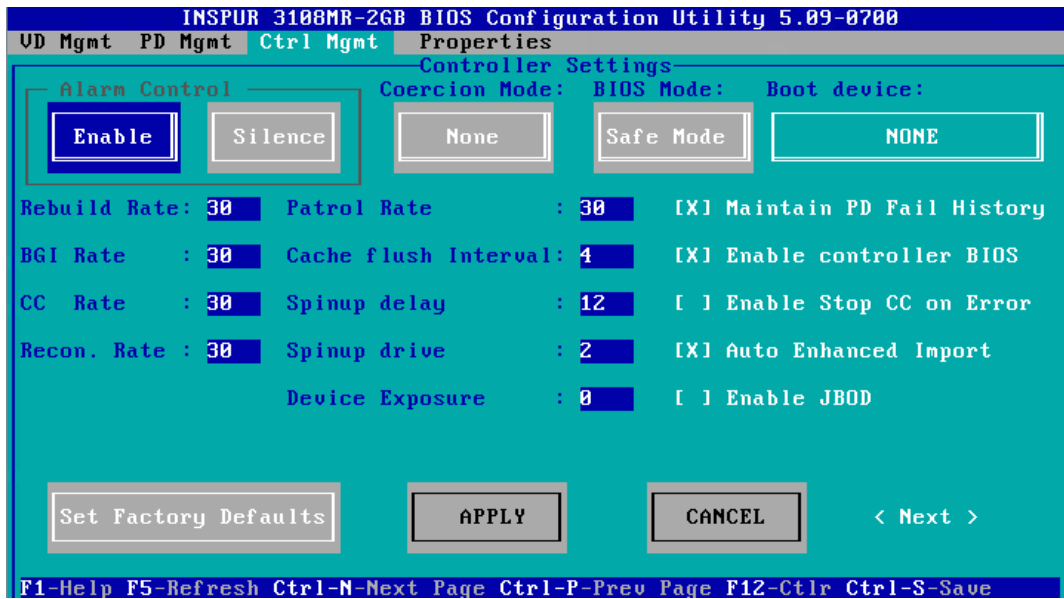 INSPUR 3108MR-2GB BIOS Configuration Utility 5.09-0700
VD Mgmt PD Mgmt Ctrl Mgmt Properties
Controller Settings
Alarm Control Coercion Mode: BIOS Mode: Boot device:
Enable Silence None Safe Mode NONE
Rebuild Rate: 30 Patrol Rate : 30 [X] Maintain PD Fail History
BGI Rate : 30 Cache flush Interval: 4 [X] Enable controller BIOS
CC Rate : 30 Spinup delay : 12 [ ] Enable Stop CC on Error
Recon. Rate : 30 Spinup drive : 2 [X] Auto Enhanced Import
Device Exposure : 0 [ ] Enable JBOD
Set Factory Defaults APPLY CANCEL < Next >
F1-Help F5-Refresh Ctrl-N-Next Page Ctrl-P-Prev Page F12-Ctlr Ctrl-S-Save